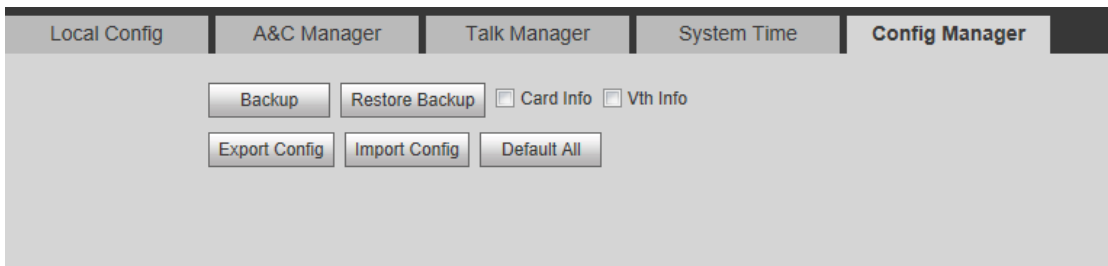 Local Config A&C Manager Talk Manager System Time Config Manager
Backup Restore Backup Card Info Vth Info
Export Config Import Config Default All